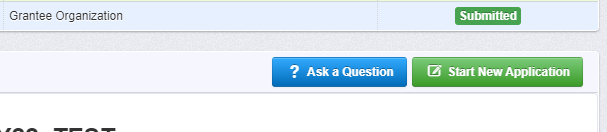 Grantee Organization Submitted
? Ask a Question Start New Application